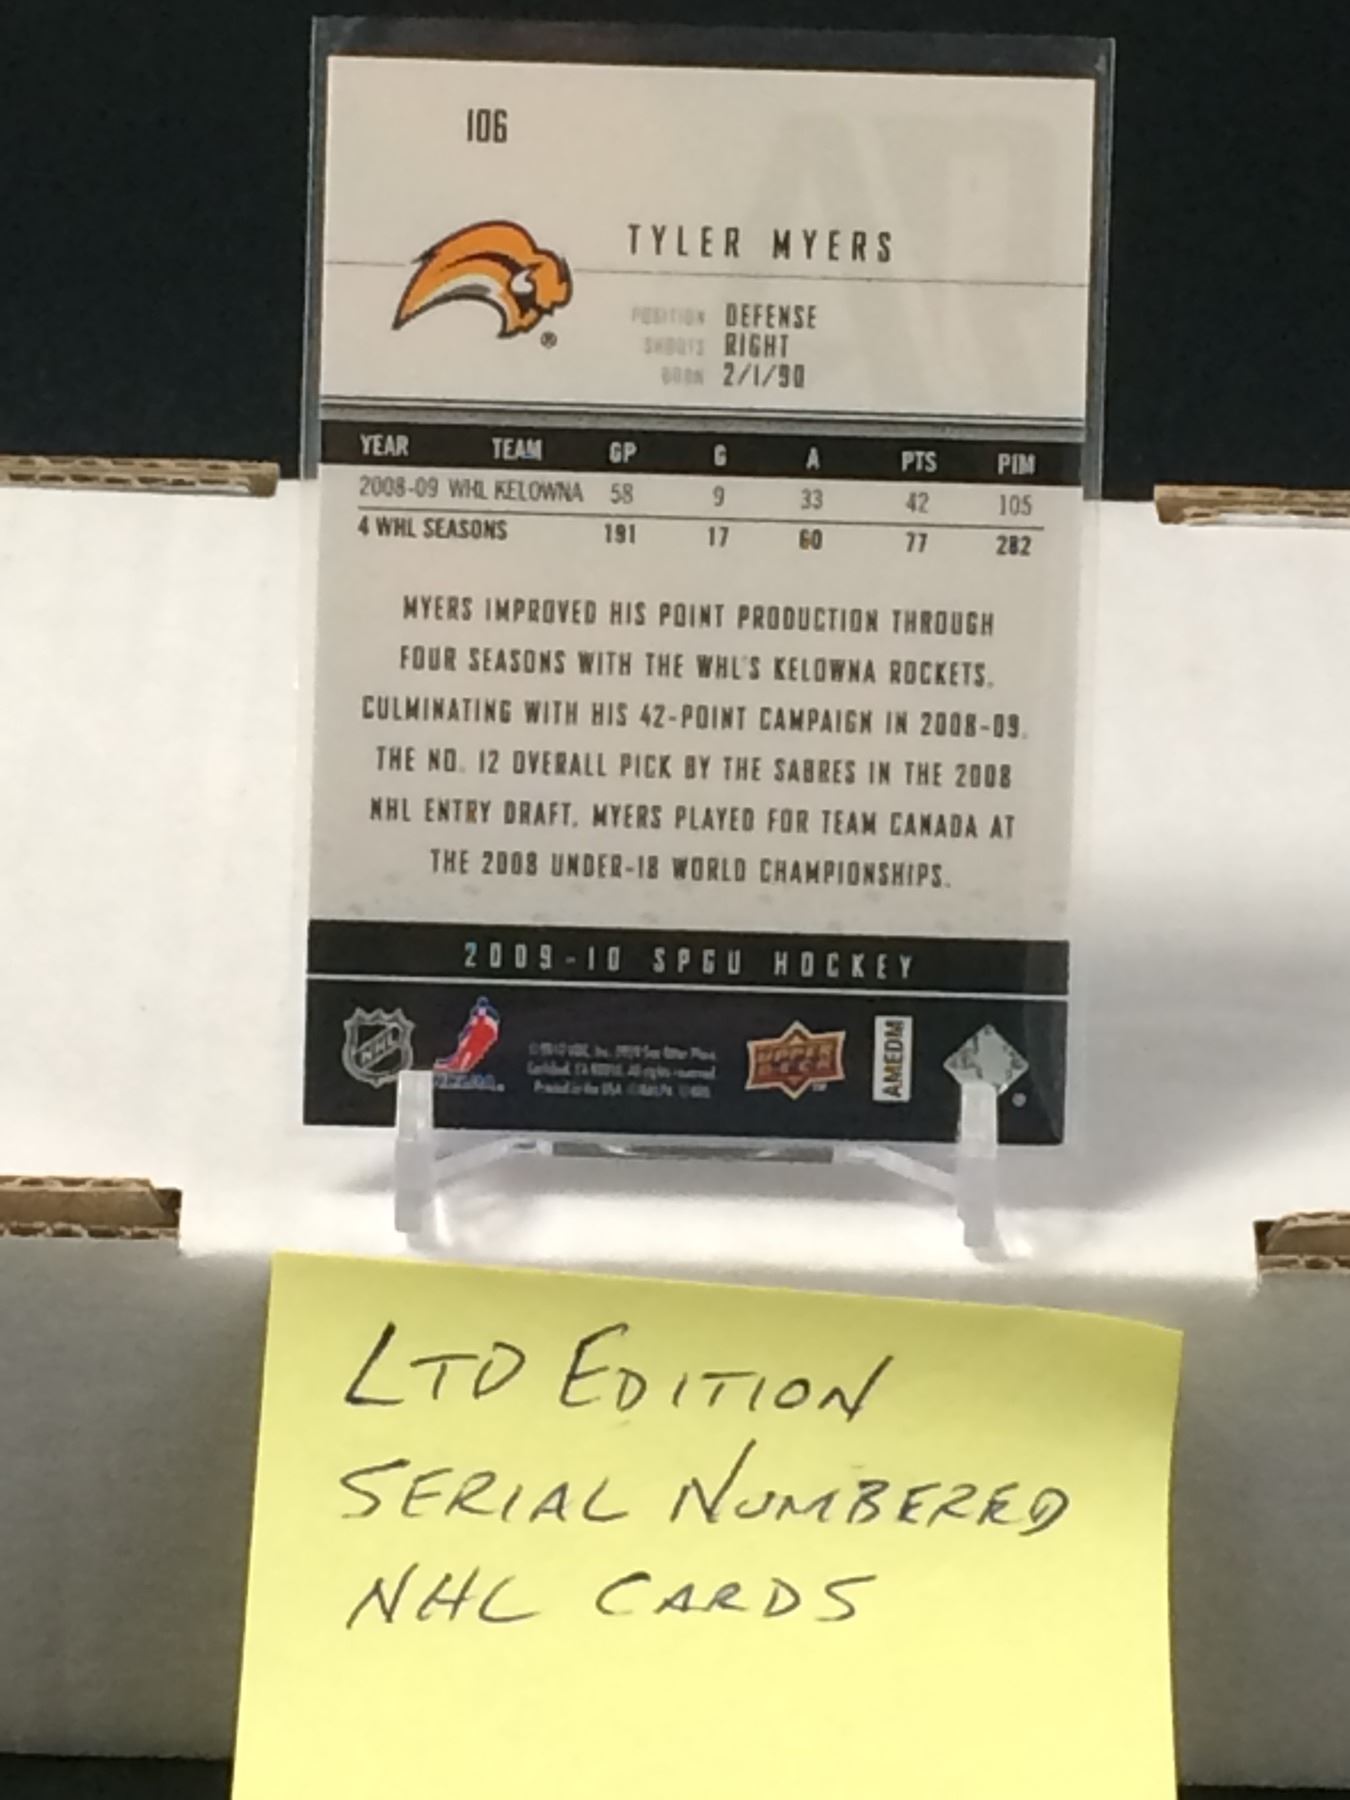 106
TYLER MYERS
POSITION DEFENSE
SHOOTS RIGHT
BORN 2/1/90
YEAR TEAM GP G A PTS PIM
2008-09 WHL KELOWNA 58 9 33 42 105
4 WHL SEASONS 191 17 60 77 282
MYERS IMPROVED HIS POINT PRODUCTION THROUGH
FOUR SEASONS WITH THE WHL'S KELOWNA ROCKETS,
CULMINATING WITH HIS 42-POINT CAMPAIGN IN 2008-09.
THE NO. 12 OVERALL PICK BY THE SABRES IN THE 2008
NHL ENTRY DRAFT, MYERS PLAYED FOR TEAM CANADA AT
THE 2008 UNDER-18 WORLD CHAMPIONSHIPS.
2009-10 SPGU HOCKEY
NHL
UPPER DECK
AMEDM
LTD EDITION
SERIAL NUMBERED
NHL CARDS